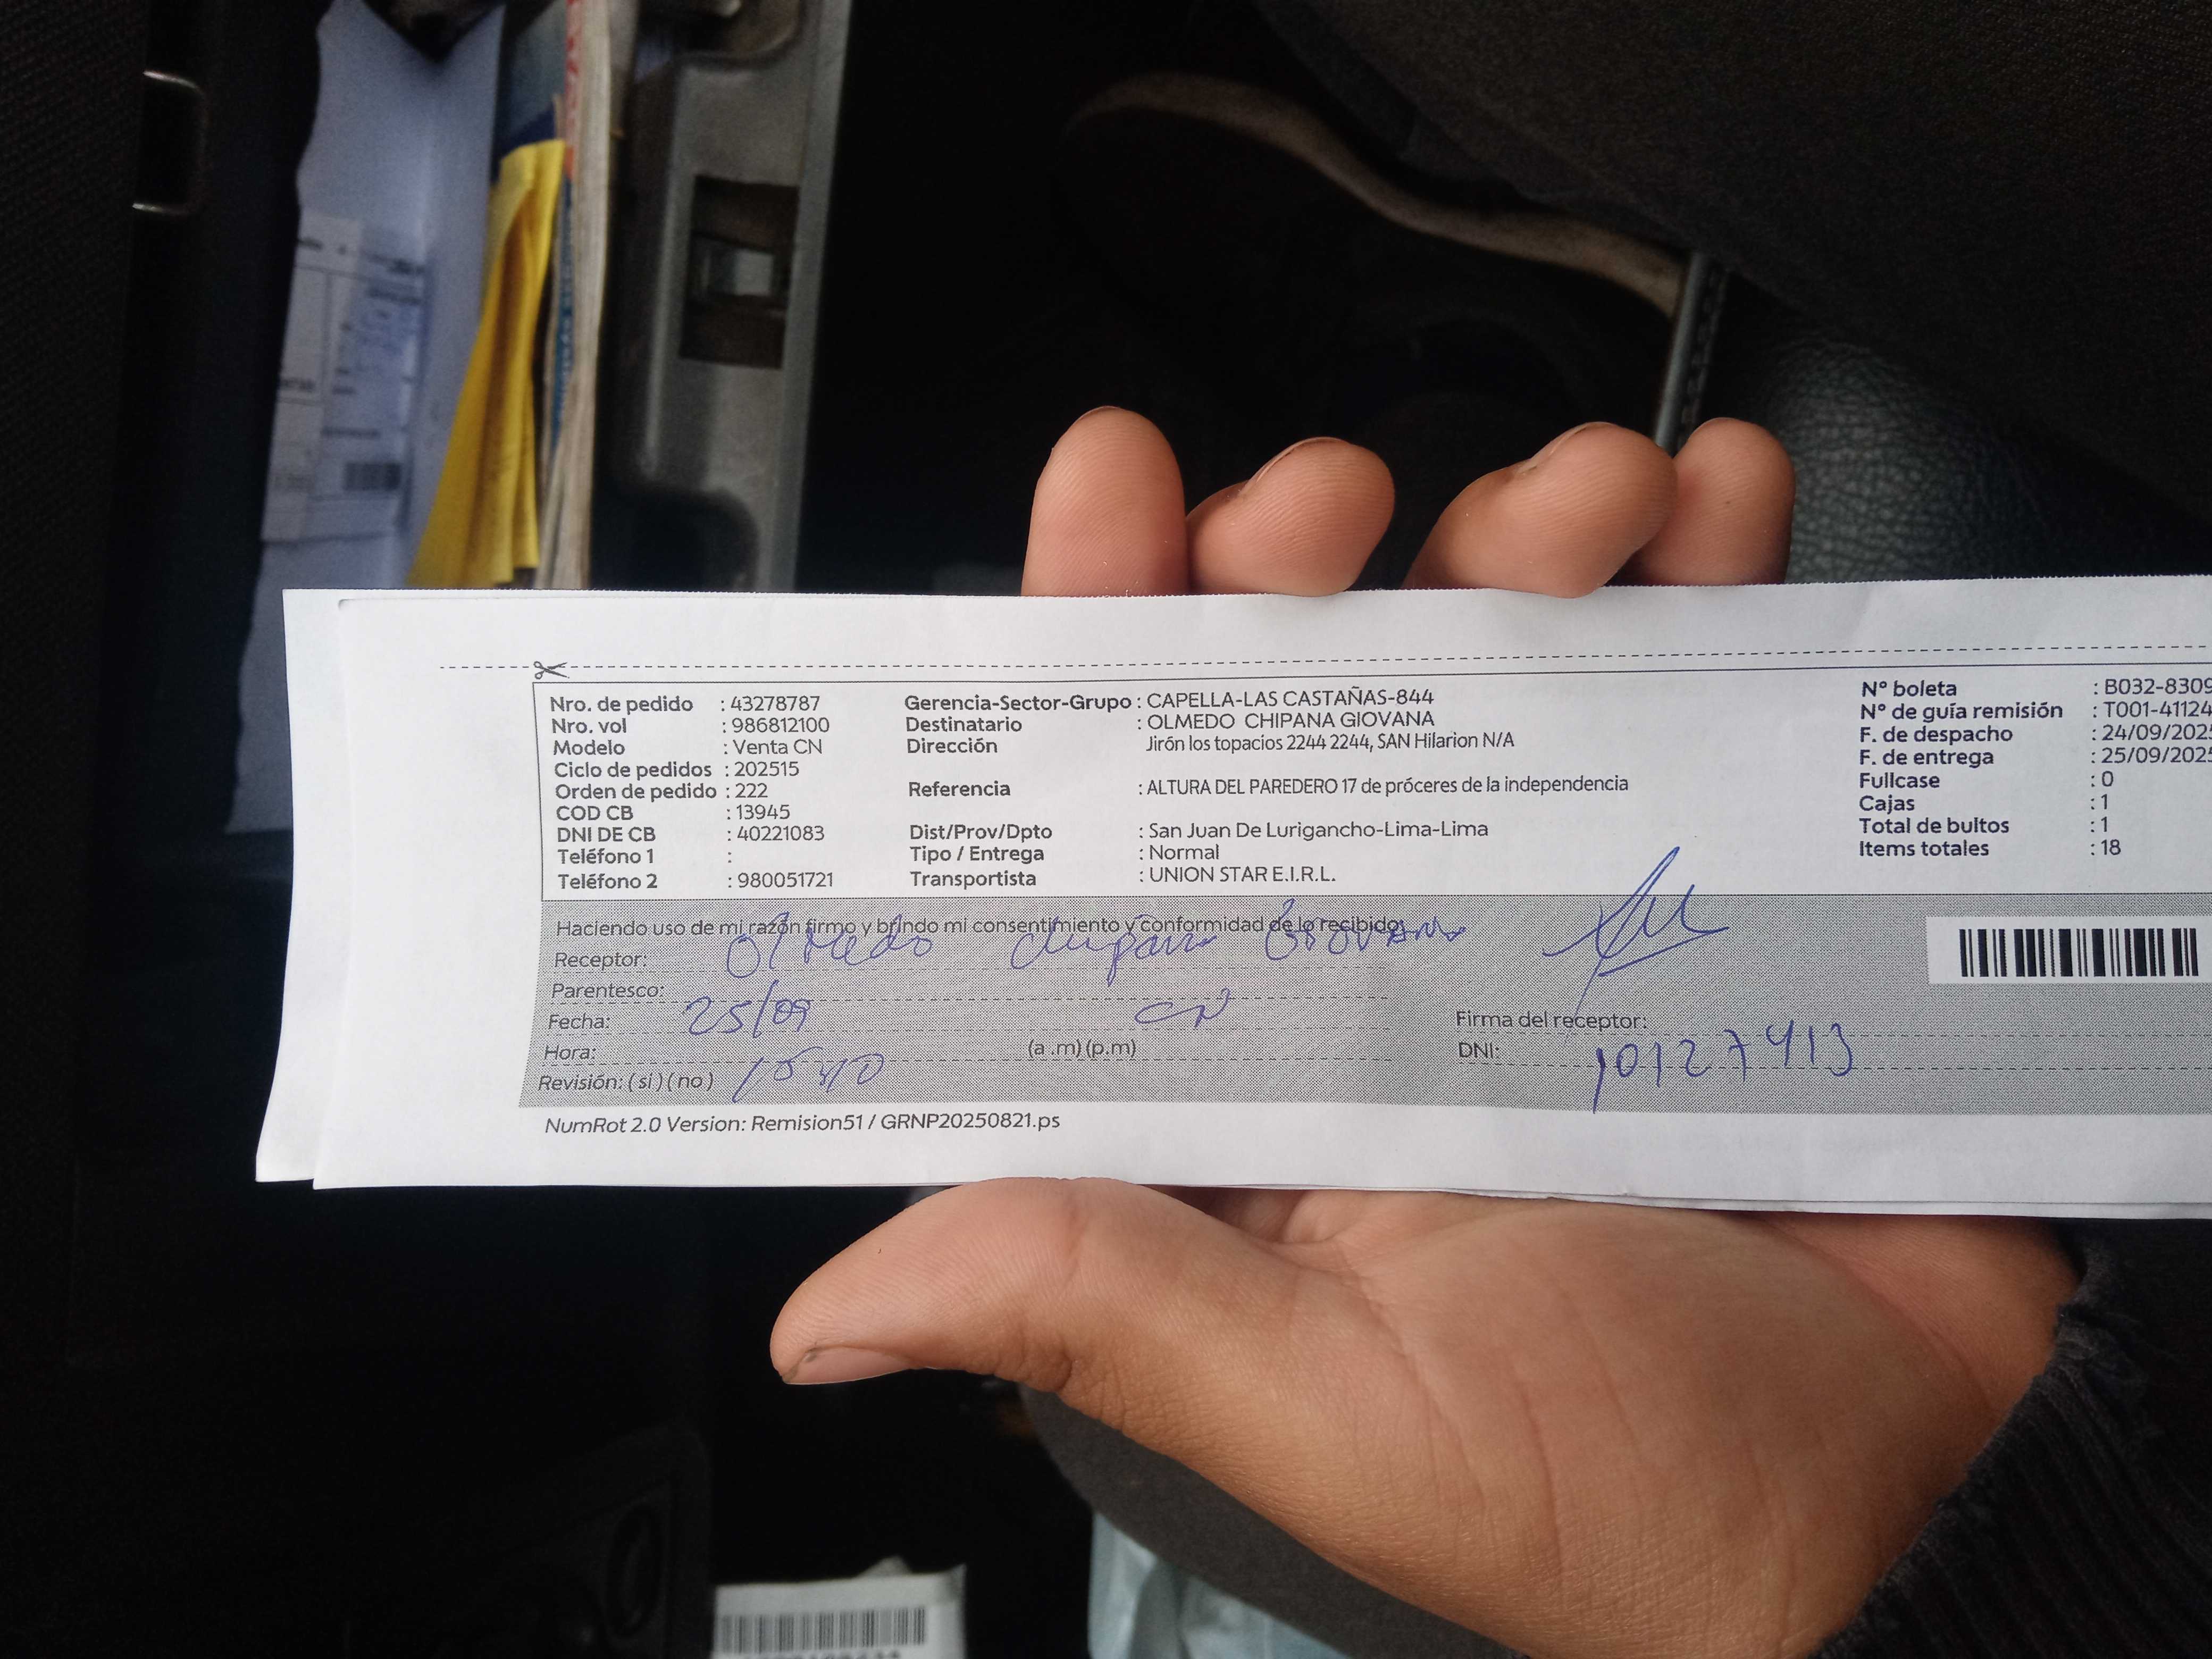 Nro. de pedido : 43278787 Gerencia-Sector-Grupo : CAPELLA-LAS CASTAÑAS-844 N° boleta : B032-8309
Nro. vol : 986812100 Destinatario : OLMEDO CHIPANA GIOVANA N° de guía remisión : T001-41124
Modelo : Venta CN Dirección Jirón los topacios 2244 2244, SAN Hilarion N/A F. de despacho : 24/09/2025
Ciclo de pedidos : 202515 F. de entrega : 25/09/2025
Orden de pedido : 222 Referencia : ALTURA DEL PAREDERO 17 de próceres de la independencia Fullcase : 0
COD CB : 13945 Cajas : 1
DNI DE CB : 40221083 Dist/Prov/Dpto : San Juan De Lurigancho-Lima-Lima Total de bultos : 1
Teléfono 1 : Tipo / Entrega : Normal Items totales : 18
Teléfono 2 : 980051721 Transportista : UNION STAR E.I.R.L.
Haciendo uso de mi razón firmo y brindo mi consentimiento y conformidad de lo recibido:
Receptor: Olmedo chipana Giovana
Parentesco:
Fecha: 25/09 CN Firma del receptor:
Hora: (a .m) (p.m) DNI: 10127413
Revisión: ( si ) ( no ) 15 40
NumRot 2.0 Version: Remision51 / GRNP20250821.ps